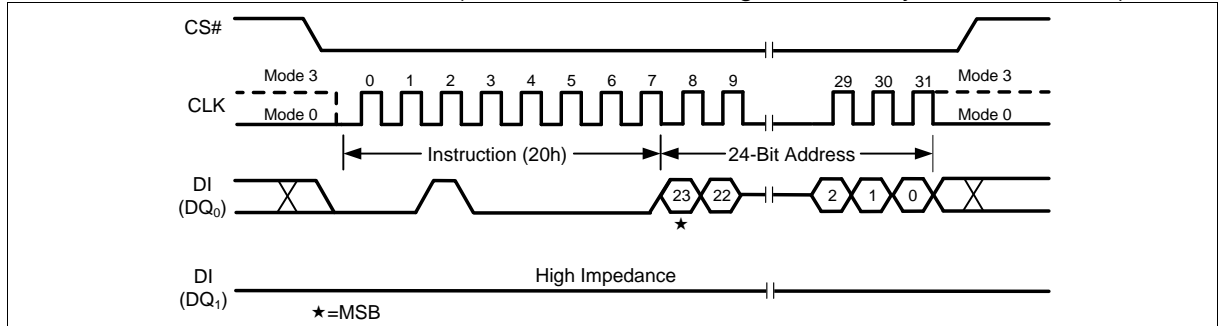 CS#
Mode 3 0 1 2 3 4 5 6 7 8 9 29 30 31 Mode 3
CLK
Mode 0 Mode 0
Instruction (20h) 24-Bit Address
DI
(DQ0) 23 22 2 1 0
★
High Impedance
DI
(DQ1)
★=MSB